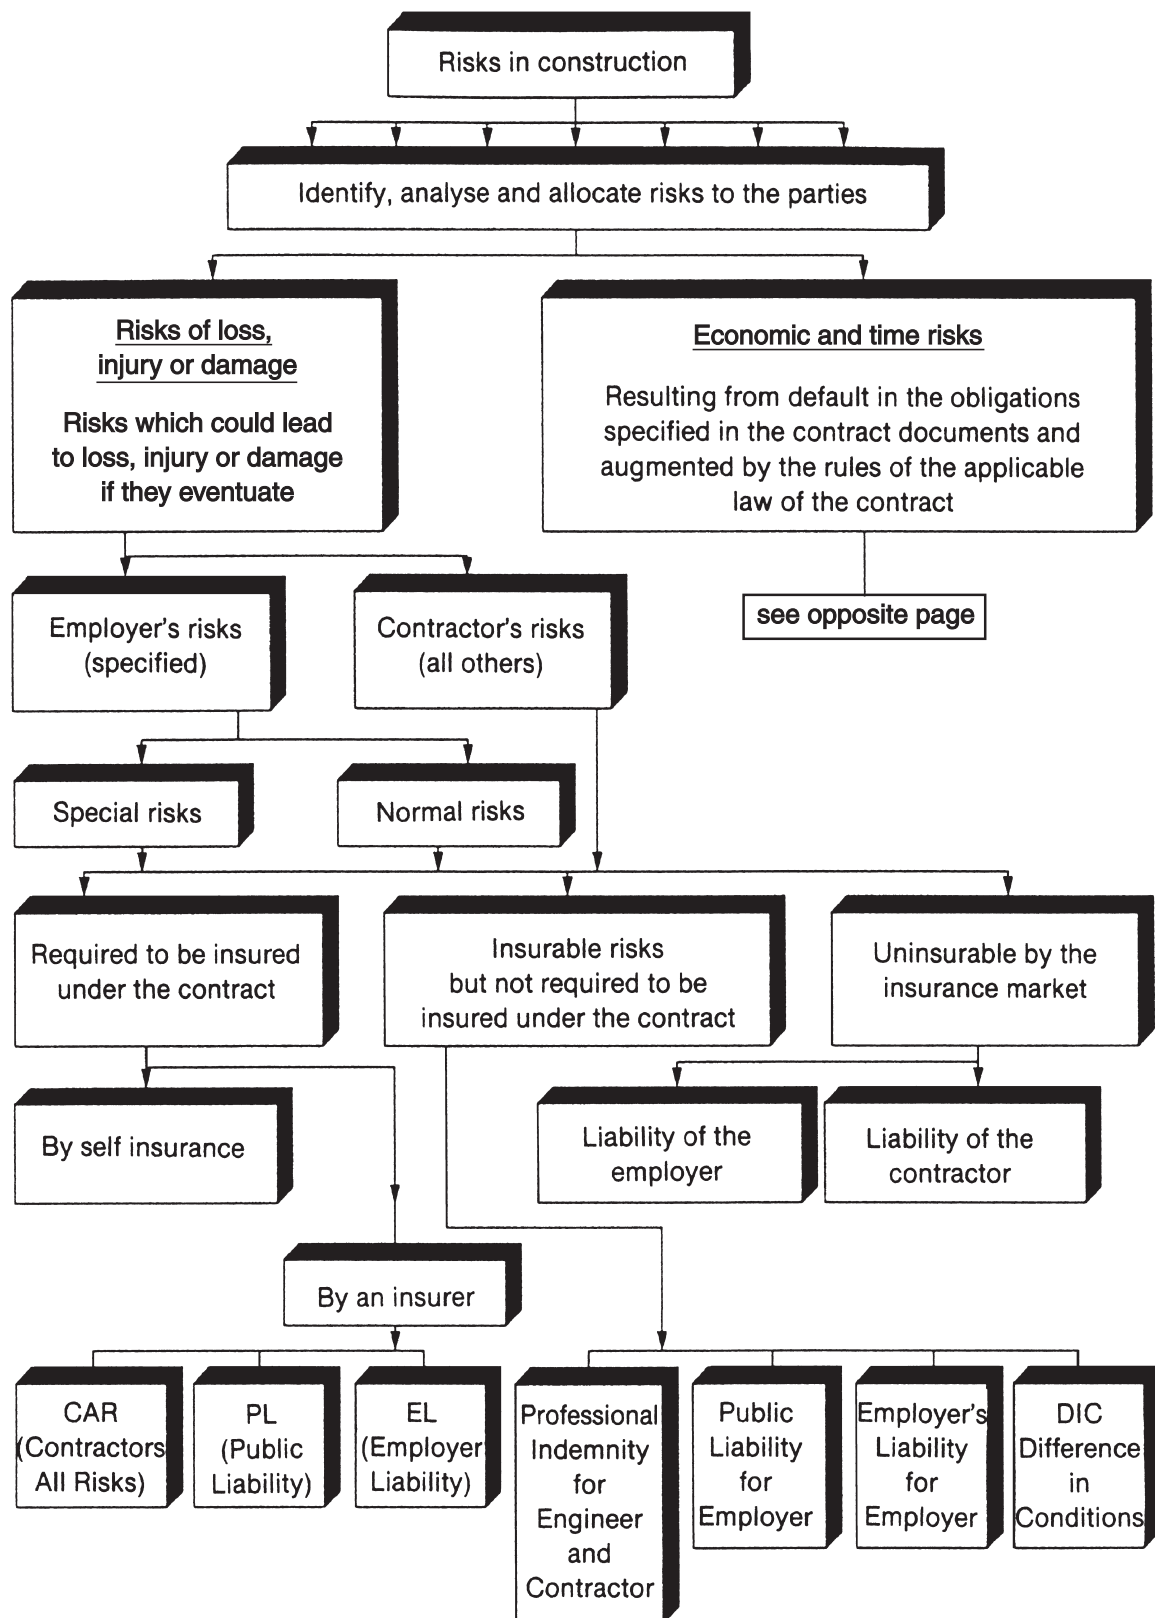 Risks in construction
Identify, analyse and allocate risks to the parties
Risks of loss,
injury or damage
Risks which could lead
to loss, injury or damage
if they eventuate
Economic and time risks
Resulting from default in the obligations
specified in the contract documents and
augmented by the rules of the applicable
law of the contract
see opposite page
Employer's risks
(specified)
Contractor's risks
(all others)
Special risks
Normal risks
Required to be insured
under the contract
Insurable risks
but not required to be
insured under the contract
Uninsurable by the
insurance market
By self insurance
Liability of the
employer
Liability of the
contractor
By an insurer
CAR
(Contractors
All Risks)
PL
(Public
Liability)
EL
(Employer
Liability)
Professional
Indemnity
for
Engineer
and
Contractor
Public
Liability
for
Employer
Employer's
Liability
for
Employer
DIC
Difference
in
Conditions